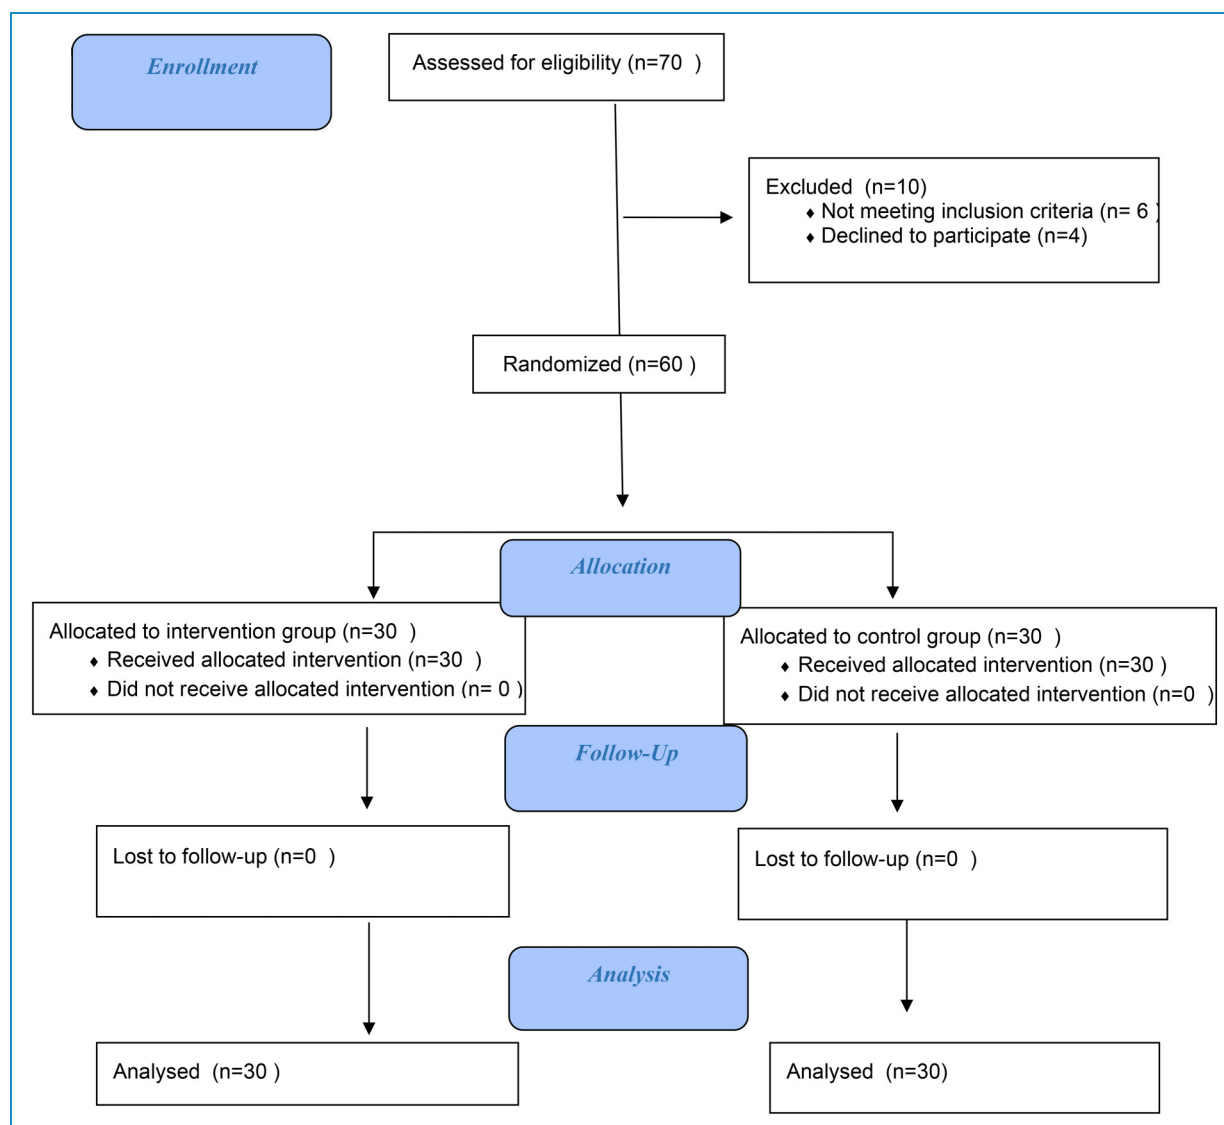 Enrollment
Assessed for eligibility (n=70 )
Excluded (n=10)
♦ Not meeting inclusion criteria (n= 6 )
♦ Declined to participate (n=4)
Randomized (n=60 )
Allocation
Allocated to intervention group (n=30 )
♦ Received allocated intervention (n=30 )
♦ Did not receive allocated intervention (n= 0 )
Allocated to control group (n=30 )
♦ Received allocated intervention (n=30 )
♦ Did not receive allocated intervention (n=0 )
Follow-Up
Lost to follow-up (n=0 )
Lost to follow-up (n=0 )
Analysis
Analysed (n=30 )
Analysed (n=30)